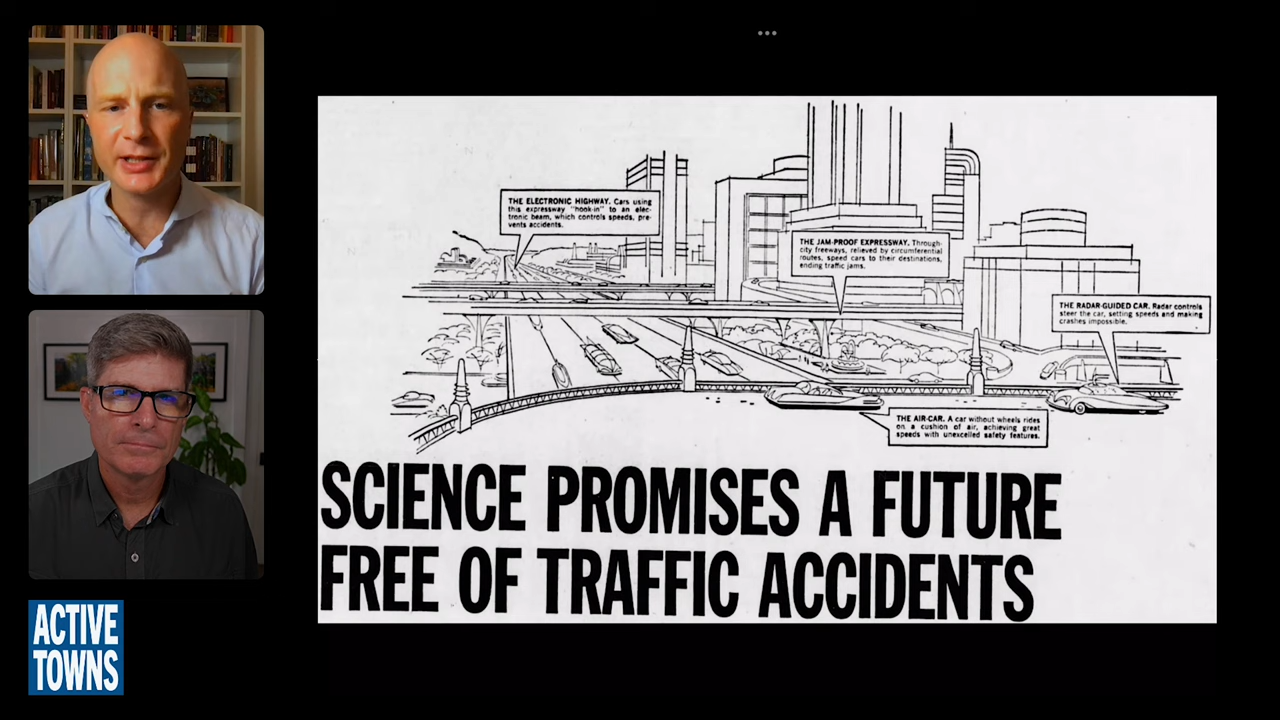 THE ELECTRONIC HIGHWAY. Cars using
this expressway "hook-in" to an elec-
tronic beam, which controls speeds, pre-
vents accidents.
THE JAM-PROOF EXPRESSWAY. Through-
city freeways, relieved by circumferential
routes, speed cars to their destinations,
ending traffic jams.
THE RADAR-GUIDED CAR. Radar controls
steer the car, setting speeds and making
crashes impossible.
THE AIR-CAR. A car without wheels rides
on a cushion of air, achieving great
speeds with unexcelled safety features.
SCIENCE PROMISES A FUTURE
FREE OF TRAFFIC ACCIDENTS
ACTIVE
TOWNS